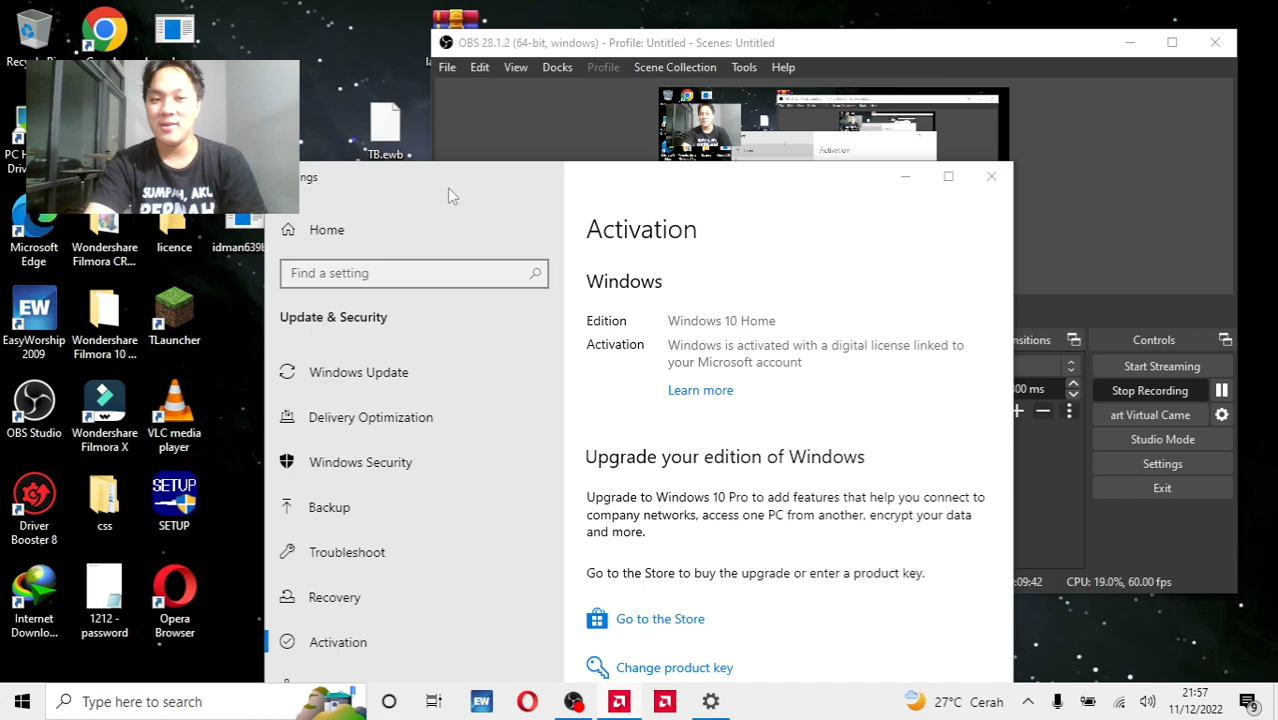 OBS 28.1.2 (64-bit, windows) - Profile: Untitled - Scenes: Untitled
File Edit View Docks Profile Scene Collection Tools Help
TB.ewb
SUMPAH, AKU
PERNAH
PC H
Driv
Microsoft
Edge
Wondershare
Filmora CR...
licence
idman639b
EasyWorship
2009
Wondershare
Filmora 10 ...
TLauncher
OBS Studio
Wondershare
Filmora X
VLC media
player
Driver
Booster 8
css
SETUP
SETUP
Internet
Downlo...
1212 -
password
Opera
Browser
ngs
Home
Find a setting
Update & Security
Windows Update
Delivery Optimization
Windows Security
Backup
Troubleshoot
Recovery
Activation
Activation
Windows
Edition Windows 10 Home
Activation Windows is activated with a digital license linked to
your Microsoft account
Learn more
Upgrade your edition of Windows
Upgrade to Windows 10 Pro to add features that help you connect to
company networks, access one PC from another, encrypt your data
and more.
Go to the Store to buy the upgrade or enter a product key.
Go to the Store
Change product key
Activation
nsitions
00 ms
Controls
Start Streaming
Stop Recording
art Virtual Came
Studio Mode
Settings
Exit
:09:42 CPU: 19.0%, 60.00 fps
Type here to search
EW
27°C Cerah
21:57
11/12/2022
9